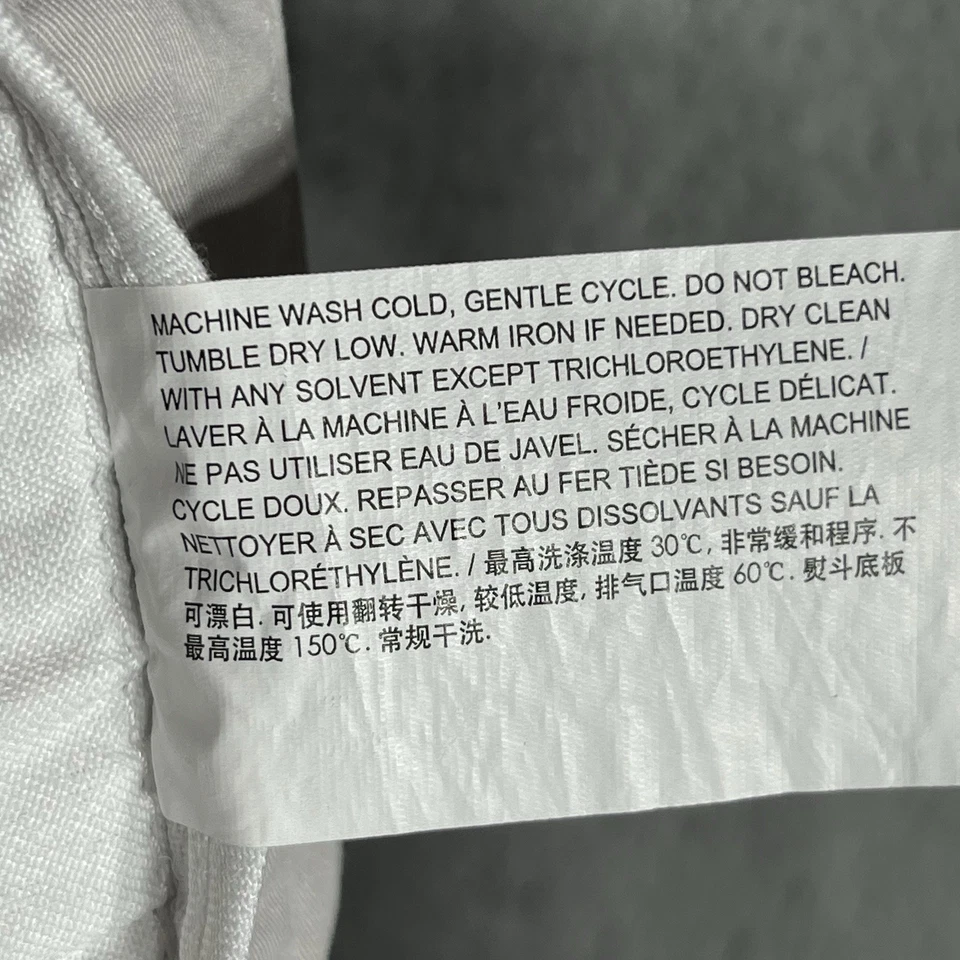 MACHINE WASH COLD, GENTLE CYCLE. DO NOT BLEACH.
TUMBLE DRY LOW. WARM IRON IF NEEDED. DRY CLEAN
WITH ANY SOLVENT EXCEPT TRICHLOROETHYLENE. /
LAVER À LA MACHINE À L'EAU FROIDE, CYCLE DÉLICAT.
NE PAS UTILISER EAU DE JAVEL. SÉCHER À LA MACHINE
CYCLE DOUX. REPASSER AU FER TIÈDE SI BESOIN.
NETTOYER À SEC AVEC TOUS DISSOLVANTS SAUF LA
TRICHLORÉTHYLÈNE. / 最高洗涤温度 30℃, 非常缓和程序. 不
可漂白. 可使用翻转干燥, 较低温度, 排气口温度 60℃. 熨斗底板
最高温度 150℃. 常规干洗.